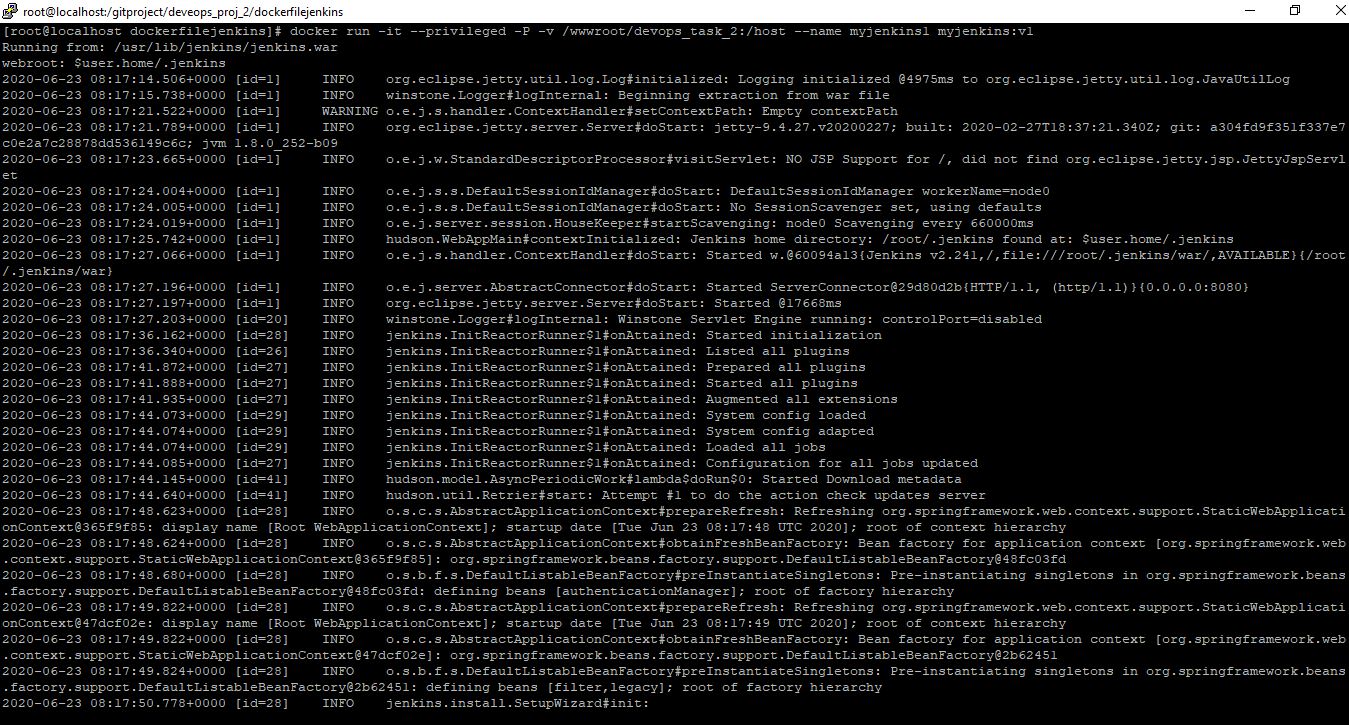 root@localhost:/gitproject/deveops_proj_2/dockerfilejenkins
[root@localhost dockerfilejenkins]# docker run -it --privileged -P -v /wwwroot/devops_task_2:/host --name myjenkins1 myjenkins:v1
Running from: /usr/lib/jenkins/jenkins.war
webroot: $user.home/.jenkins
2020-06-23 08:17:14.506+0000 [id=1]     INFO    org.eclipse.jetty.util.log.Log#initialized: Logging initialized @4975ms to org.eclipse.jetty.util.log.JavaUtilLog
2020-06-23 08:17:15.738+0000 [id=1]     INFO    winstone.Logger#logInternal: Beginning extraction from war file
2020-06-23 08:17:21.522+0000 [id=1]     WARNING o.e.j.s.handler.ContextHandler#setContextPath: Empty contextPath
2020-06-23 08:17:21.789+0000 [id=1]     INFO    org.eclipse.jetty.server.Server#doStart: jetty-9.4.27.v20200227; built: 2020-02-27T18:37:21.340Z; git: a304fd9f351f337e7
c0e2a7c28878dd536149c6c; jvm 1.8.0_252-b09
2020-06-23 08:17:23.665+0000 [id=1]     INFO    o.e.j.w.StandardDescriptorProcessor#visitServlet: NO JSP Support for /, did not find org.eclipse.jetty.jsp.JettyJspServl
et
2020-06-23 08:17:24.004+0000 [id=1]     INFO    o.e.j.s.s.DefaultSessionIdManager#doStart: DefaultSessionIdManager workerName=node0
2020-06-23 08:17:24.005+0000 [id=1]     INFO    o.e.j.s.s.DefaultSessionIdManager#doStart: No SessionScavenger set, using defaults
2020-06-23 08:17:24.019+0000 [id=1]     INFO    o.e.j.server.session.HouseKeeper#startScavenging: node0 Scavenging every 660000ms
2020-06-23 08:17:25.742+0000 [id=1]     INFO    hudson.WebAppMain#contextInitialized: Jenkins home directory: /root/.jenkins found at: $user.home/.jenkins
2020-06-23 08:17:27.066+0000 [id=1]     INFO    o.e.j.s.handler.ContextHandler#doStart: Started w.@60094a13{Jenkins v2.241,/,file:///root/.jenkins/war/,AVAILABLE}{/root
/.jenkins/war}
2020-06-23 08:17:27.196+0000 [id=1]     INFO    o.e.j.server.AbstractConnector#doStart: Started ServerConnector@29d80d2b{HTTP/1.1, (http/1.1)}{0.0.0.0:8080}
2020-06-23 08:17:27.197+0000 [id=1]     INFO    org.eclipse.jetty.server.Server#doStart: Started @17668ms
2020-06-23 08:17:27.203+0000 [id=20]    INFO    winstone.Logger#logInternal: Winstone Servlet Engine running: controlPort=disabled
2020-06-23 08:17:36.162+0000 [id=28]    INFO    jenkins.InitReactorRunner$1#onAttained: Started initialization
2020-06-23 08:17:36.340+0000 [id=26]    INFO    jenkins.InitReactorRunner$1#onAttained: Listed all plugins
2020-06-23 08:17:41.872+0000 [id=27]    INFO    jenkins.InitReactorRunner$1#onAttained: Prepared all plugins
2020-06-23 08:17:41.888+0000 [id=27]    INFO    jenkins.InitReactorRunner$1#onAttained: Started all plugins
2020-06-23 08:17:41.935+0000 [id=27]    INFO    jenkins.InitReactorRunner$1#onAttained: Augmented all extensions
2020-06-23 08:17:44.073+0000 [id=29]    INFO    jenkins.InitReactorRunner$1#onAttained: System config loaded
2020-06-23 08:17:44.074+0000 [id=29]    INFO    jenkins.InitReactorRunner$1#onAttained: System config adapted
2020-06-23 08:17:44.074+0000 [id=29]    INFO    jenkins.InitReactorRunner$1#onAttained: Loaded all jobs
2020-06-23 08:17:44.085+0000 [id=27]    INFO    jenkins.InitReactorRunner$1#onAttained: Configuration for all jobs updated
2020-06-23 08:17:44.145+0000 [id=41]    INFO    hudson.model.AsyncPeriodicWork#lambda$doRun$0: Started Download metadata
2020-06-23 08:17:44.640+0000 [id=41]    INFO    hudson.util.Retrier#start: Attempt #1 to do the action check updates server
2020-06-23 08:17:48.623+0000 [id=28]    INFO    o.s.c.s.AbstractApplicationContext#prepareRefresh: Refreshing org.springframework.web.context.support.StaticWebApplicati
onContext@365f9f85: display name [Root WebApplicationContext]; startup date [Tue Jun 23 08:17:48 UTC 2020]; root of context hierarchy
2020-06-23 08:17:48.624+0000 [id=28]    INFO    o.s.c.s.AbstractApplicationContext#obtainFreshBeanFactory: Bean factory for application context [org.springframework.web
.context.support.StaticWebApplicationContext@365f9f85]: org.springframework.beans.factory.support.DefaultListableBeanFactory@48fc03fd
2020-06-23 08:17:48.680+0000 [id=28]    INFO    o.s.b.f.s.DefaultListableBeanFactory#preInstantiateSingletons: Pre-instantiating singletons in org.springframework.beans
.factory.support.DefaultListableBeanFactory@48fc03fd: defining beans [authenticationManager]; root of factory hierarchy
2020-06-23 08:17:49.822+0000 [id=28]    INFO    o.s.c.s.AbstractApplicationContext#prepareRefresh: Refreshing org.springframework.web.context.support.StaticWebApplicati
onContext@47dcf02e: display name [Root WebApplicationContext]; startup date [Tue Jun 23 08:17:49 UTC 2020]; root of context hierarchy
2020-06-23 08:17:49.822+0000 [id=28]    INFO    o.s.c.s.AbstractApplicationContext#obtainFreshBeanFactory: Bean factory for application context [org.springframework.web
.context.support.StaticWebApplicationContext@47dcf02e]: org.springframework.beans.factory.support.DefaultListableBeanFactory@2b62451
2020-06-23 08:17:49.824+0000 [id=28]    INFO    o.s.b.f.s.DefaultListableBeanFactory#preInstantiateSingletons: Pre-instantiating singletons in org.springframework.beans
.factory.support.DefaultListableBeanFactory@2b62451: defining beans [filter,legacy]; root of factory hierarchy
2020-06-23 08:17:50.778+0000 [id=28]    INFO    jenkins.install.SetupWizard#init: